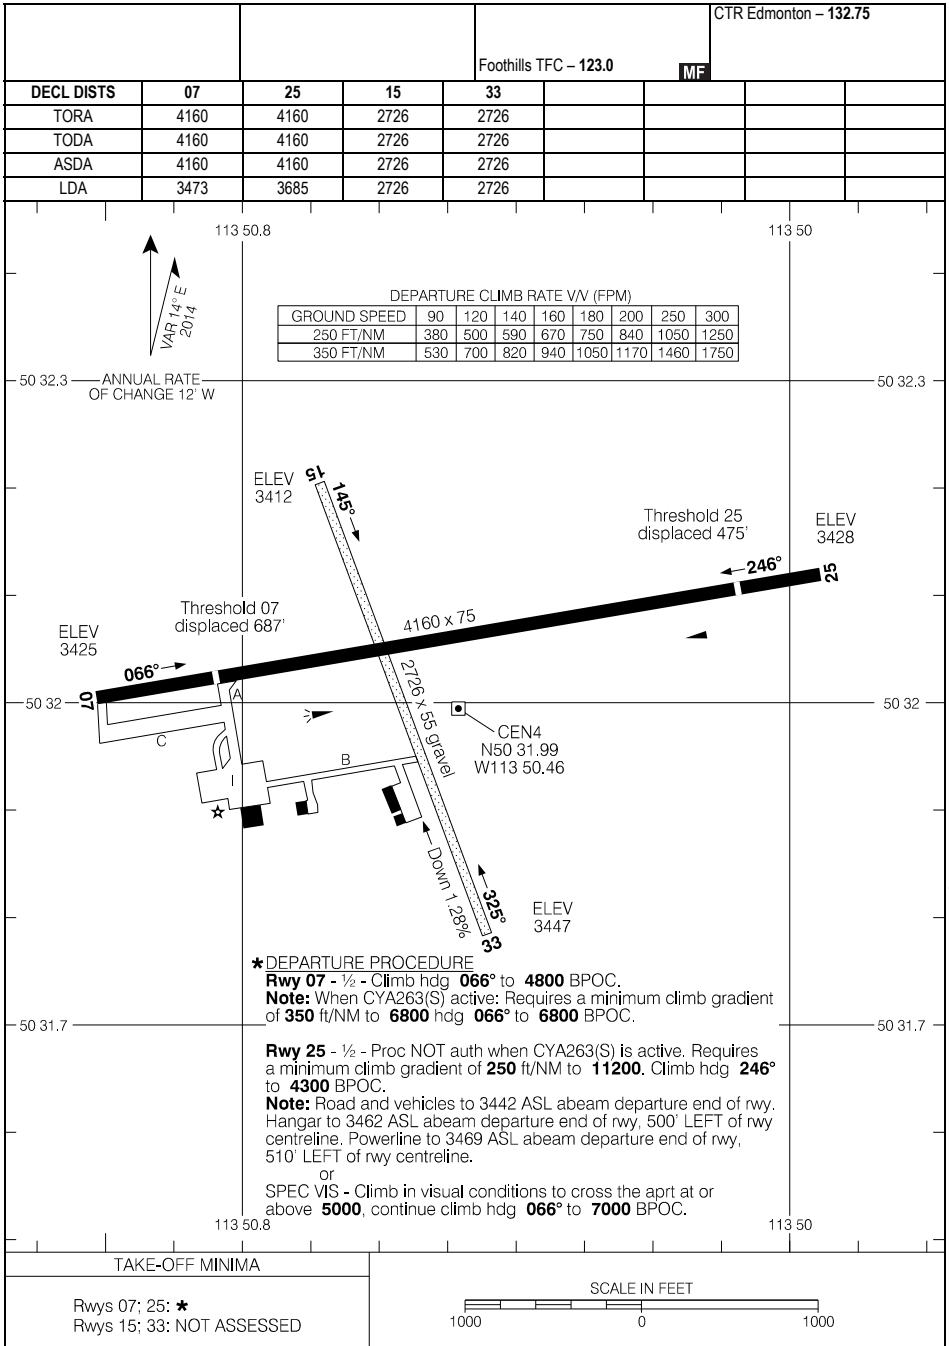 CTR Edmonton – 132.75
Foothills TFC – 123.0
MF
DECL DISTS 07 25 15 33
TORA 4160 4160 2726 2726
TODA 4160 4160 2726 2726
ASDA 4160 4160 2726 2726
LDA 3473 3685 2726 2726
113 50.8 113 50
VAR 14° E
2014
ANNUAL RATE
OF CHANGE 12' W
DEPARTURE CLIMB RATE V/V (FPM)
GROUND SPEED 90 120 140 160 180 200 250 300
250 FT/NM 380 500 590 670 750 840 1050 1250
350 FT/NM 530 700 820 940 1050 1170 1460 1750
50 32.3 50 32.3
ELEV
3412
15
145°
Threshold 25
displaced 475'
ELEV
3428
246°
25
Threshold 07
displaced 687'
4160 x 75
ELEV
3425
066°
07
2726 x 55 gravel
50 32 50 32
A
C
B
I
CEN4
N50 31.99
W113 50.46
Down 1.28%
325°
33
ELEV
3447
*DEPARTURE PROCEDURE
Rwy 07 - ½ - Climb hdg 066° to 4800 BPOC.
Note: When CYA263(S) active: Requires a minimum climb gradient
of 350 ft/NM to 6800 hdg 066° to 6800 BPOC.
50 31.7 50 31.7
Rwy 25 - ½ - Proc NOT auth when CYA263(S) is active. Requires
a minimum climb gradient of 250 ft/NM to 11200. Climb hdg 246°
to 4300 BPOC.
Note: Road and vehicles to 3442 ASL abeam departure end of rwy.
Hangar to 3462 ASL abeam departure end of rwy, 500' LEFT of rwy
centreline. Powerline to 3469 ASL abeam departure end of rwy,
510' LEFT of rwy centreline.
or
SPEC VIS - Climb in visual conditions to cross the aprt at or
above 5000, continue climb hdg 066° to 7000 BPOC.
113 50.8 113 50
TAKE-OFF MINIMA
Rwys 07; 25: *
Rwys 15; 33: NOT ASSESSED
SCALE IN FEET
1000 0 1000